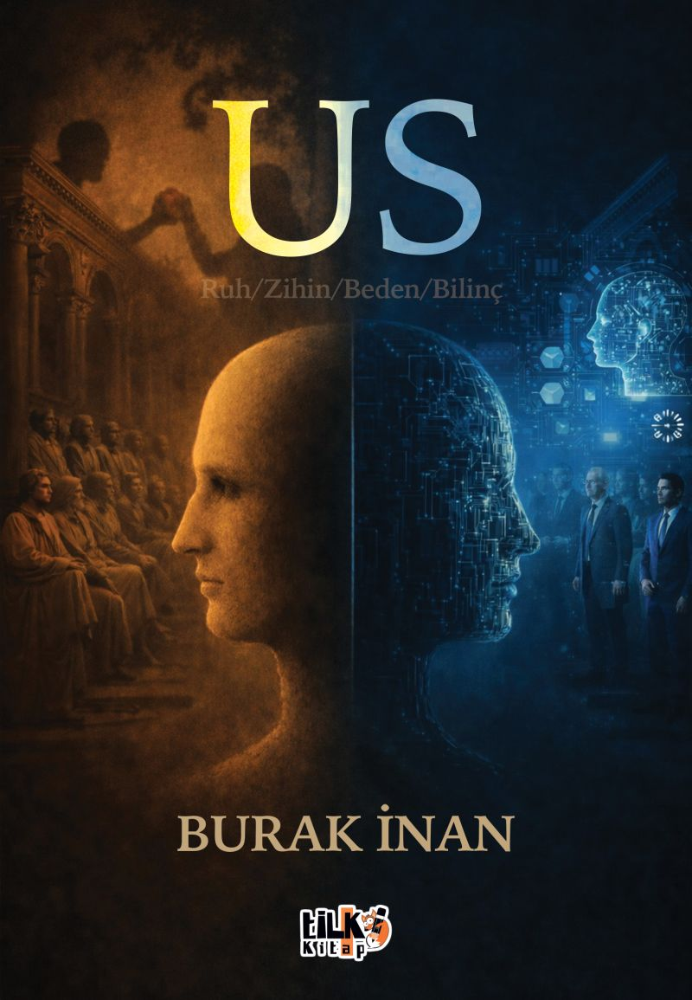 US
Ruh/Zihin/Beden/Bilinç
BURAK İNAN
tilki
kitap